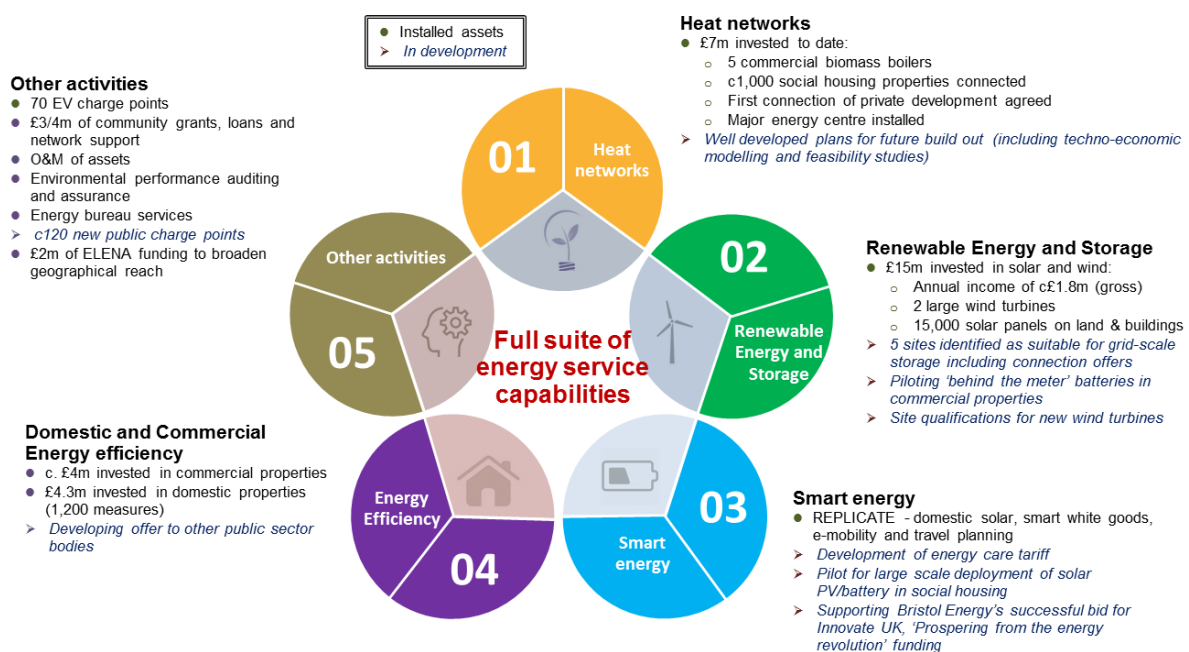 Installed assets
In development
Heat networks
£7m invested to date:
5 commercial biomass boilers
c1,000 social housing properties connected
First connection of private development agreed
Major energy centre installed
Well developed plans for future build out (including techno-economic
modelling and feasibility studies)
Other activities
70 EV charge points
£3/4m of community grants, loans and
network support
O&M of assets
Environmental performance auditing
and assurance
Energy bureau services
c120 new public charge points
£2m of ELENA funding to broaden
geographical reach
01
Heat
networks
02
Renewable
Energy and
Storage
Renewable Energy and Storage
£15m invested in solar and wind:
Annual income of c£1.8m (gross)
2 large wind turbines
15,000 solar panels on land & buildings
5 sites identified as suitable for grid-scale
storage including connection offers
Piloting ‘behind the meter’ batteries in
commercial properties
Site qualifications for new wind turbines
Other activities
05
Full suite of
energy service
capabilities
Domestic and Commercial
Energy efficiency
c. £4m invested in commercial properties
£4.3m invested in domestic properties
(1,200 measures)
Developing offer to other public sector
bodies
Energy
Efficiency
04
03
Smart
energy
Smart energy
REPLICATE - domestic solar, smart white goods,
e-mobility and travel planning
Development of energy care tariff
Pilot for large scale deployment of solar
PV/battery in social housing
Supporting Bristol Energy’s successful bid for
Innovate UK, ‘Prospering from the energy
revolution’ funding